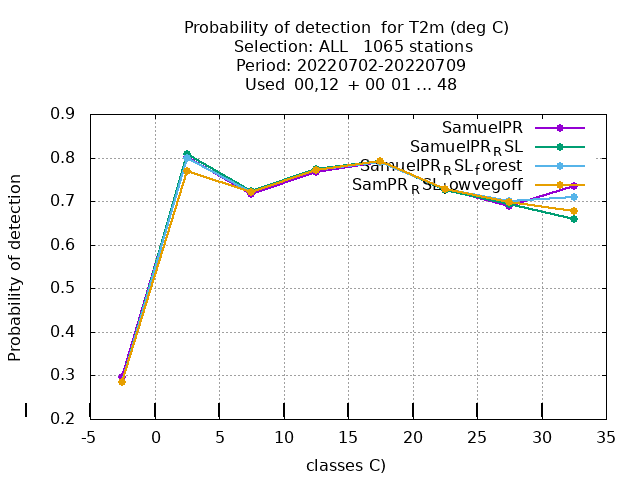 Probability of detection for T2m (deg C)
Selection: ALL 1065 stations
Period: 20220702-20220709
Used 00,12 + 00 01 ... 48
SamuelPR
SamuelPR_RSL
SamuelPR_RSL_forest
SamPR_RSL_lowvegoff
Probability of detection
0.9
0.8
0.7
0.6
0.5
0.4
0.3
0.2
-5 0 5 10 15 20 25 30 35
classes C)